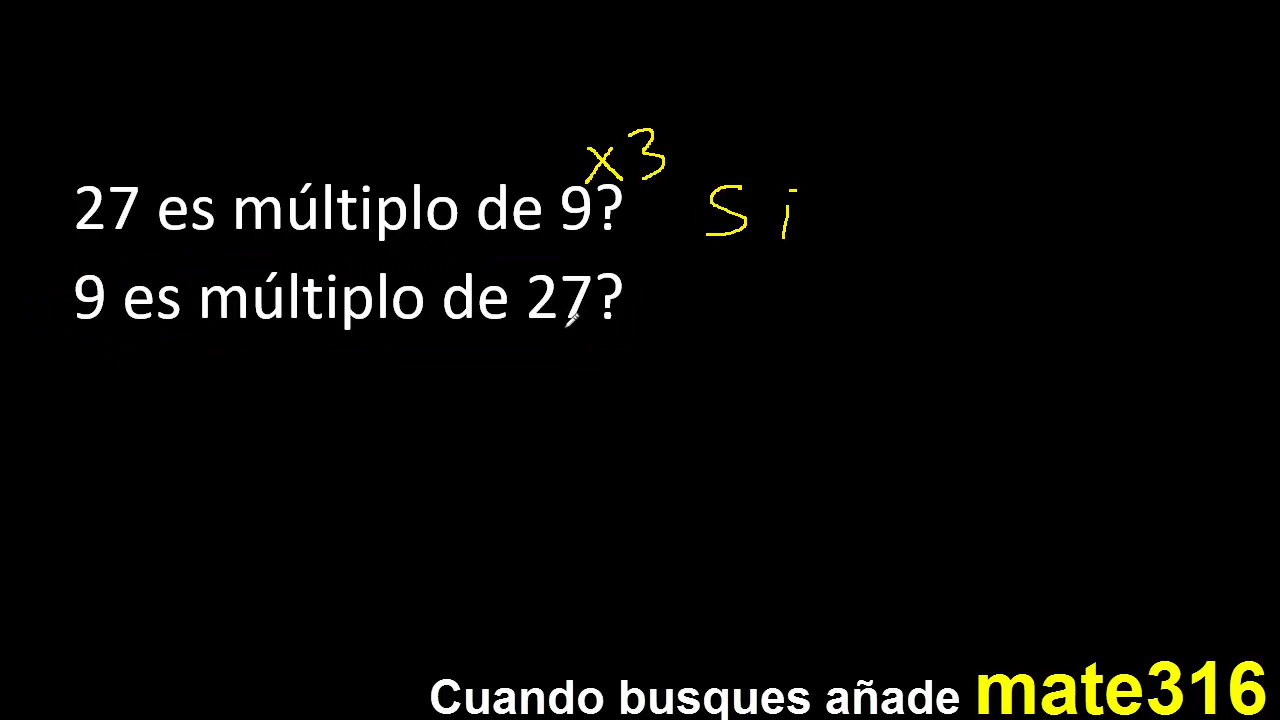 x3
27 es múltiplo de 9? Si
9 es múltiplo de 27?
Cuando busques añade mate316